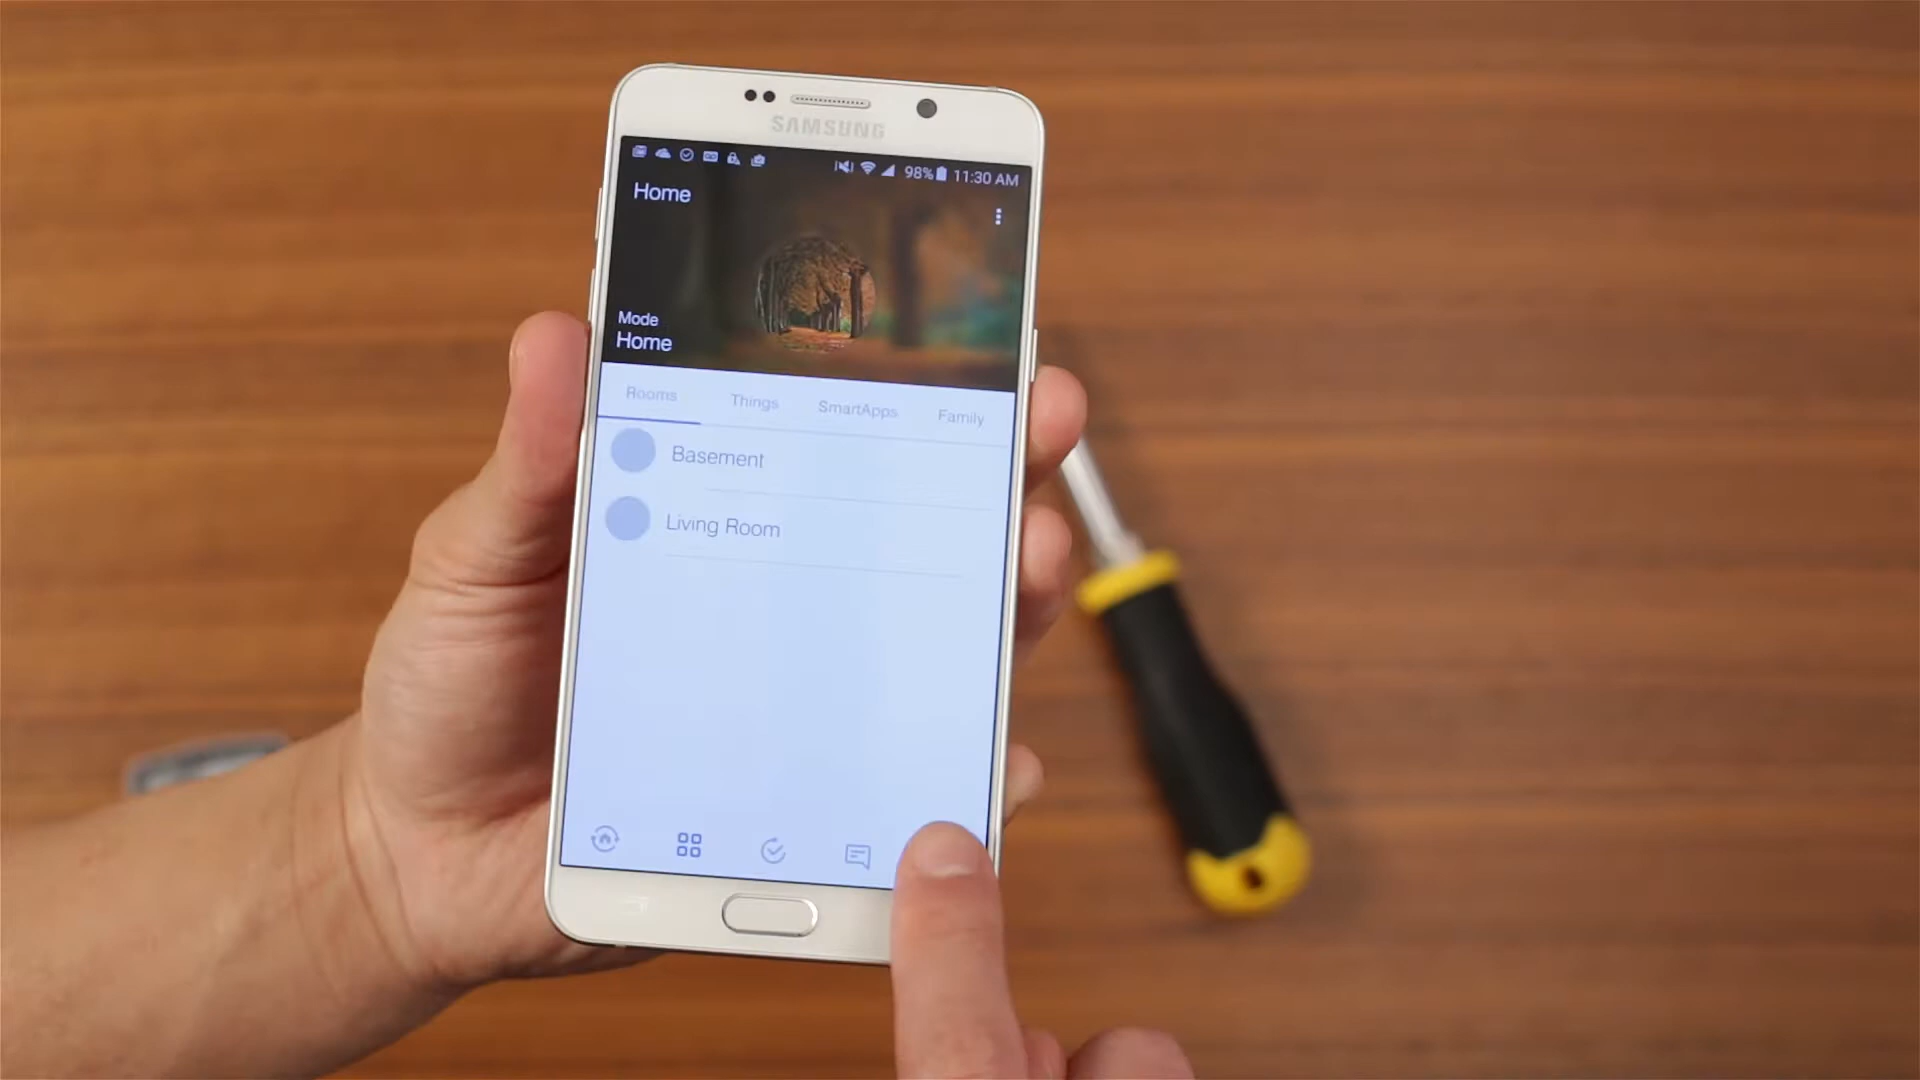 SAMSUNG
98% 11:30 AM
Home
Mode
Home
Rooms Things SmartApps Family
Basement
Living Room